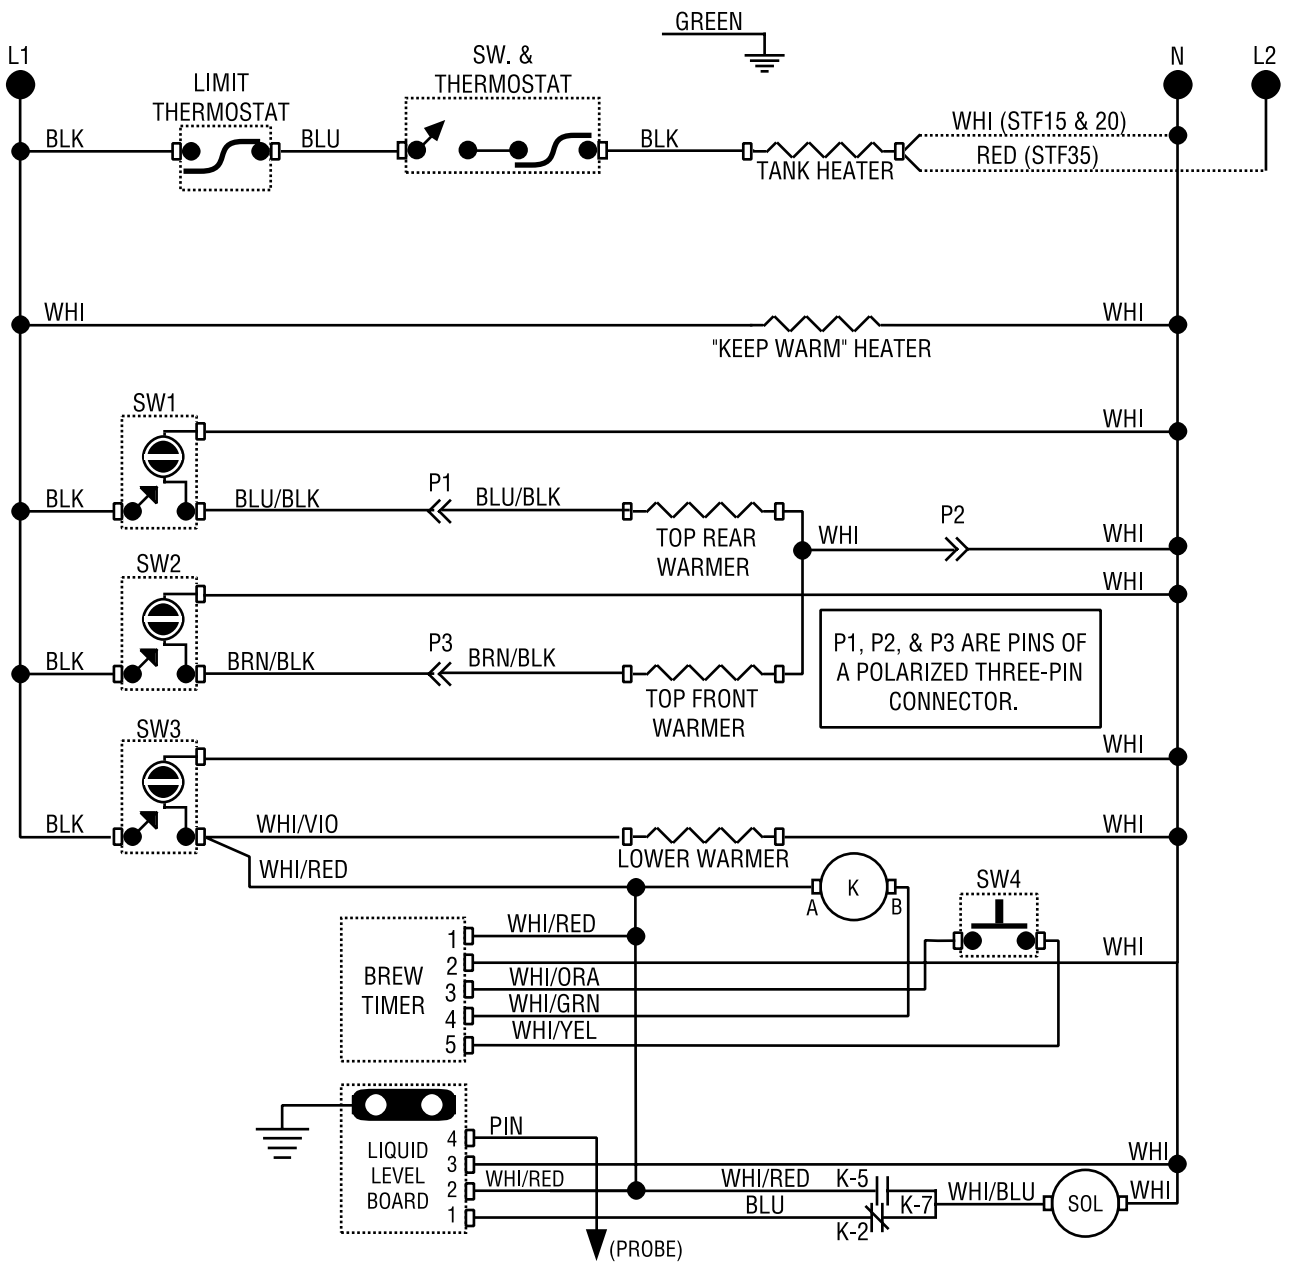 GREEN
L1
SW. &
THERMOSTAT
N
L2
LIMIT
THERMOSTAT
BLK
BLU
BLK
WHI (STF15 & 20)
RED (STF35)
TANK HEATER
WHI
WHI
"KEEP WARM" HEATER
SW1
WHI
BLK
BLU/BLK
P1
BLU/BLK
TOP REAR
WARMER
WHI
P2
WHI
SW2
WHI
BLK
BRN/BLK
P3
BRN/BLK
TOP FRONT
WARMER
P1, P2, & P3 ARE PINS OF
A POLARIZED THREE-PIN
CONNECTOR.
SW3
WHI
BLK
WHI/VIO
LOWER WARMER
WHI
WHI/RED
K
A
B
SW4
BREW
TIMER
1
WHI/RED
2
WHI
3
WHI/ORA
4
WHI/GRN
5
WHI/YEL
LIQUID
LEVEL
BOARD
4
PIN
3
WHI
2
WHI/RED
WHI/RED
K-5
1
BLU
K-2
K-7
WHI/BLU
SOL
WHI
(PROBE)